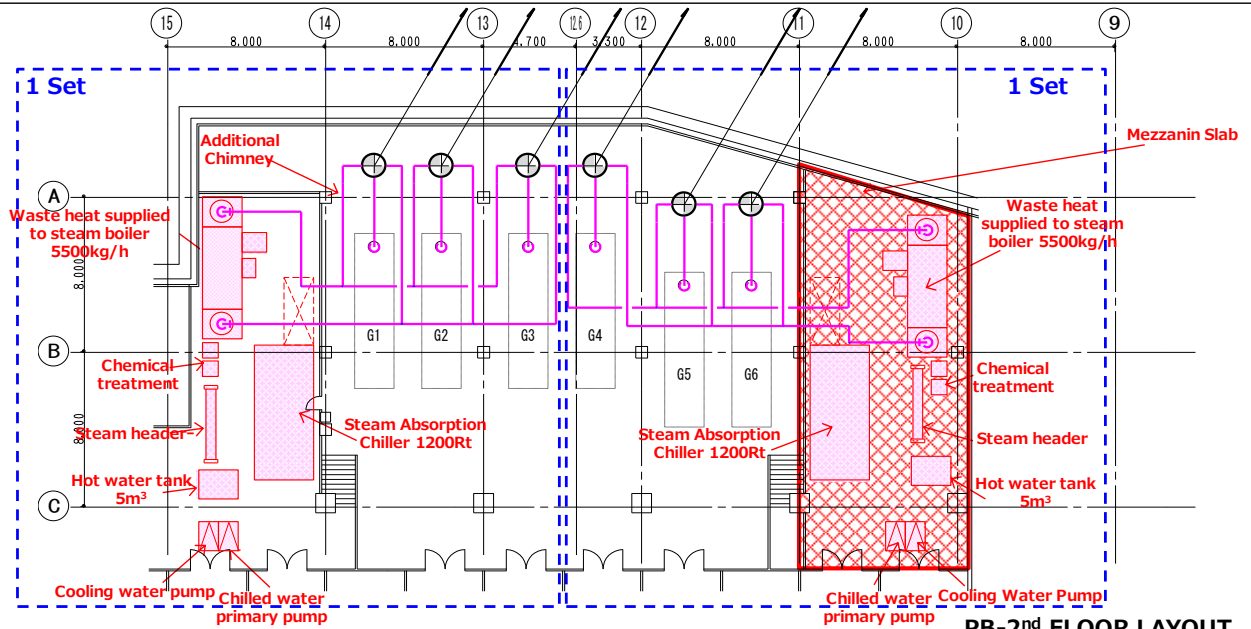 15
14
13
12.6
12
11
10
9
8.000
8.000
4.700
3.300
8.000
8.000
8.000
1 Set
1 Set
Additional
Chimney
Mezzanin Slab
A
Waste heat supplied
to steam boiler
5500kg/h
Waste heat
supplied to steam
boiler 5500kg/h
8.000
G1
G2
G3
G4
B
G5
G6
Chemical
treatment
Chemical
treatment
8.000
Steam header
Steam Absorption
Chiller 1200Rt
Steam Absorption
Chiller 1200Rt
Steam header
Hot water tank
5m³
Hot water tank
5m³
C
Cooling water pump
Chilled water
primary pump
Chilled water
primary pump
Cooling Water Pump
PB-2nd FLOOR LAYOUT